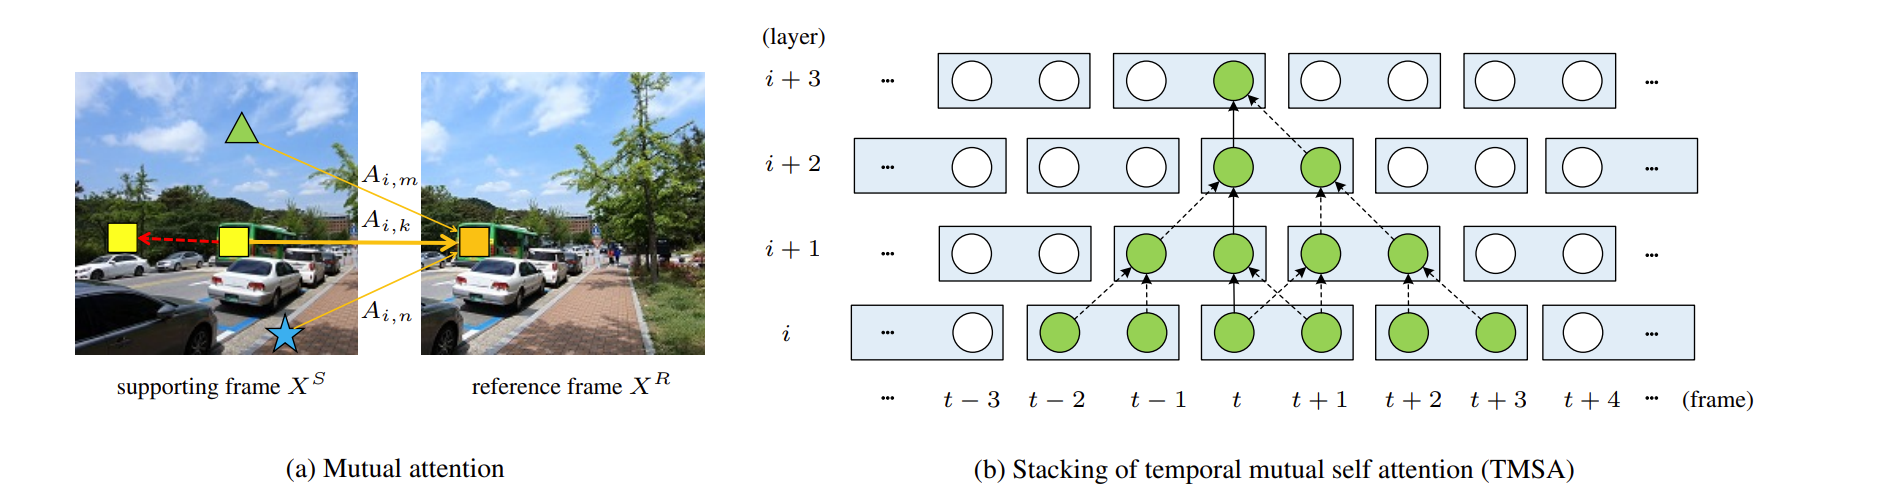 A_{i,m}
A_{i,k}
A_{i,n}
supporting frame X^S
reference frame X^R
(a) Mutual attention
(layer)
i + 3 ... ...
i + 2 ... ...
i + 1 ... ...
i ... ...
... t − 3 t − 2 t − 1 t t + 1 t + 2 t + 3 t + 4 ... (frame)
(b) Stacking of temporal mutual self attention (TMSA)